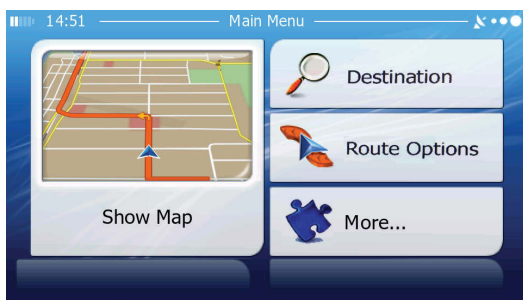 14:51 Main Menu
Destination
Route Options
Show Map
More...